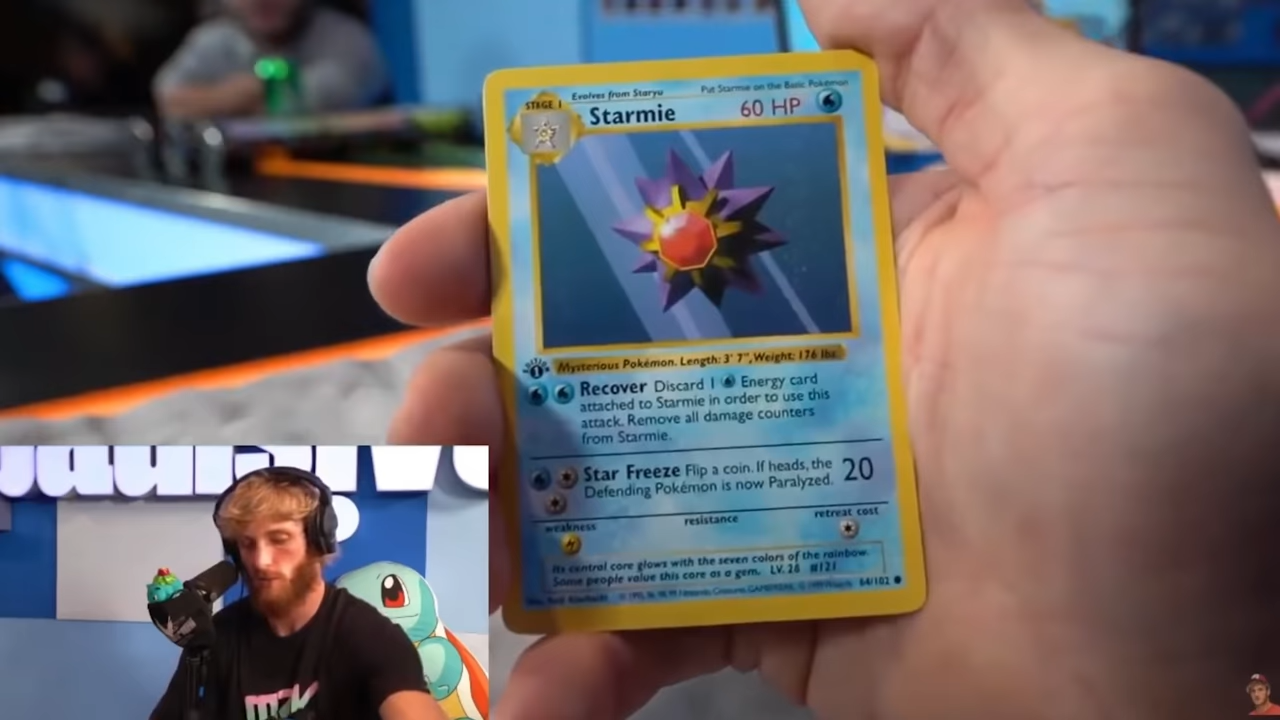 Evolves from Staryu
Put Starmie on the Basic Pokémon
STAGE 1
Starmie
60 HP
EDITION
1
Mysterious Pokémon. Length: 3' 7", Weight: 176 lbs.
Recover Discard 1 Energy card
attached to Starmie in order to use this
attack. Remove all damage counters
from Starmie.
Star Freeze Flip a coin. If heads, the
Defending Pokémon is now Paralyzed.
20
weakness
resistance
retreat cost
Its central core glows with the seven colors of the rainbow.
Some people value this core as a gem. LV. 28 #121
64/102